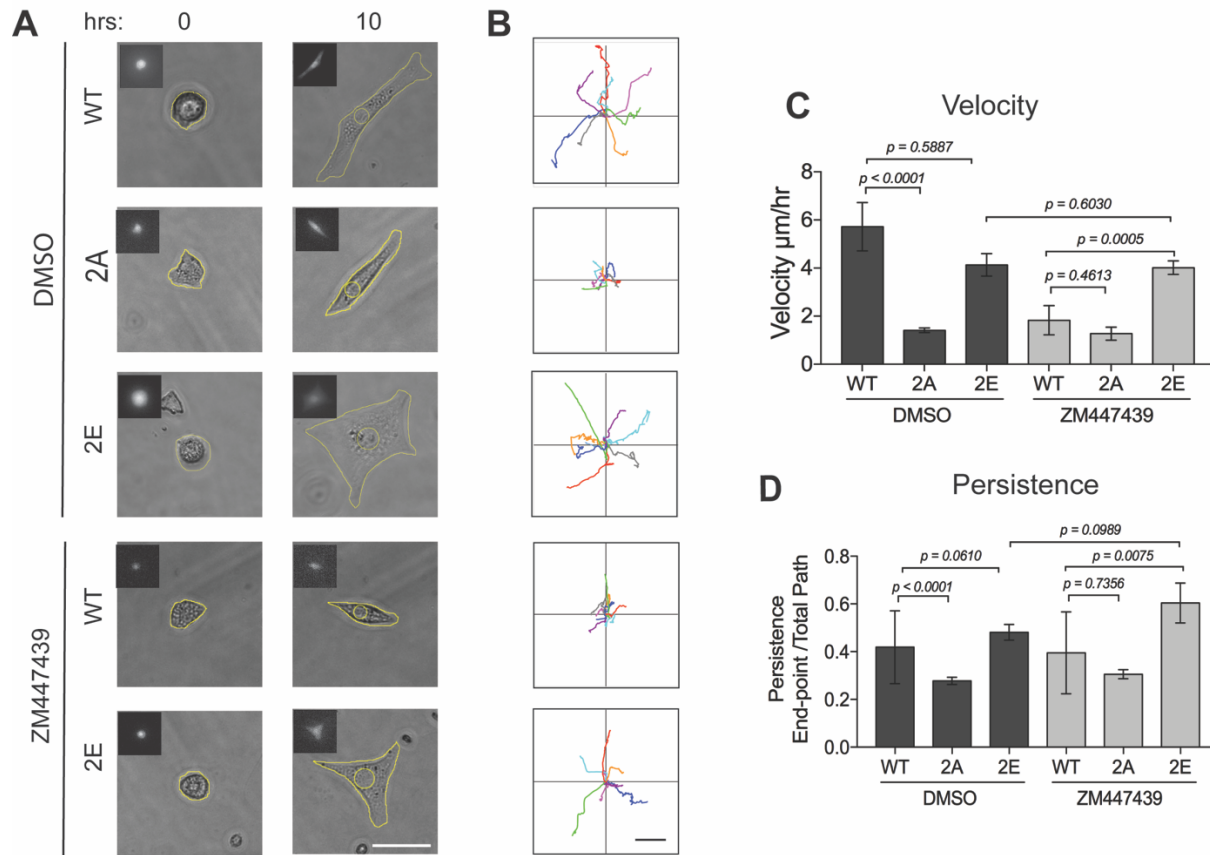 A
hrs:
0
10
DMSO
WT
2A
2E
ZM447439
WT
2E
B
C
Velocity
Velocity µm/hr
8
6
4
2
0
p = 0.5887
p < 0.0001
p = 0.6030
p = 0.0005
p = 0.4613
WT 2A 2E WT 2A 2E
DMSO ZM447439
D
Persistence
Persistence
End-point /Total Path
0.8
0.6
0.4
0.2
0.0
p = 0.0989
p = 0.0610
p = 0.0075
p < 0.0001
p = 0.7356
WT 2A 2E WT 2A 2E
DMSO ZM447439